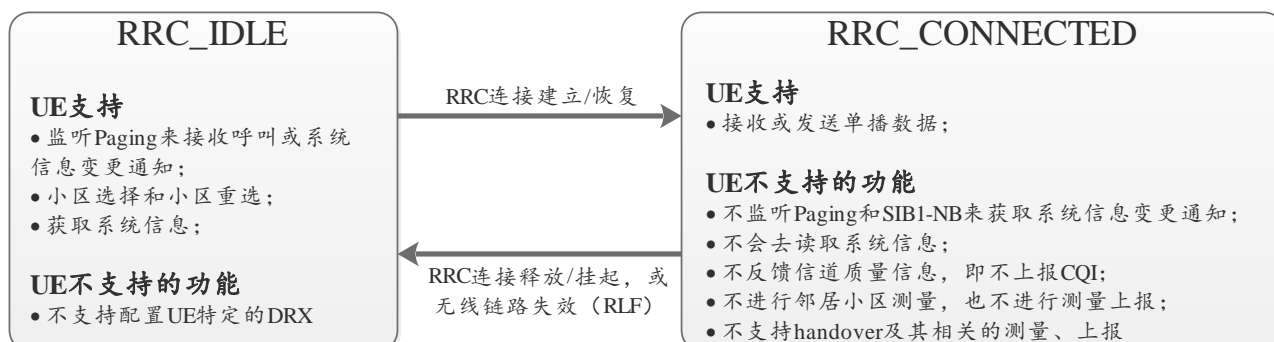 RRC_IDLE
UE支持
• 监听Paging来接收呼叫或系统
信息变更通知；
• 小区选择和小区重选；
• 获取系统信息；
UE不支持的功能
• 不支持配置UE特定的DRX
RRC连接建立/恢复
RRC连接释放/挂起，或
无线链路失效（RLF）
RRC_CONNECTED
UE支持
• 接收或发送单播数据；
UE不支持的功能
• 不监听Paging和SIB1-NB来获取系统信息变更通知；
• 不会去读取系统信息；
• 不反馈信道质量信息，即不上报CQI；
• 不进行邻居小区测量，也不进行测量上报；
• 不支持handover及其相关的测量、上报